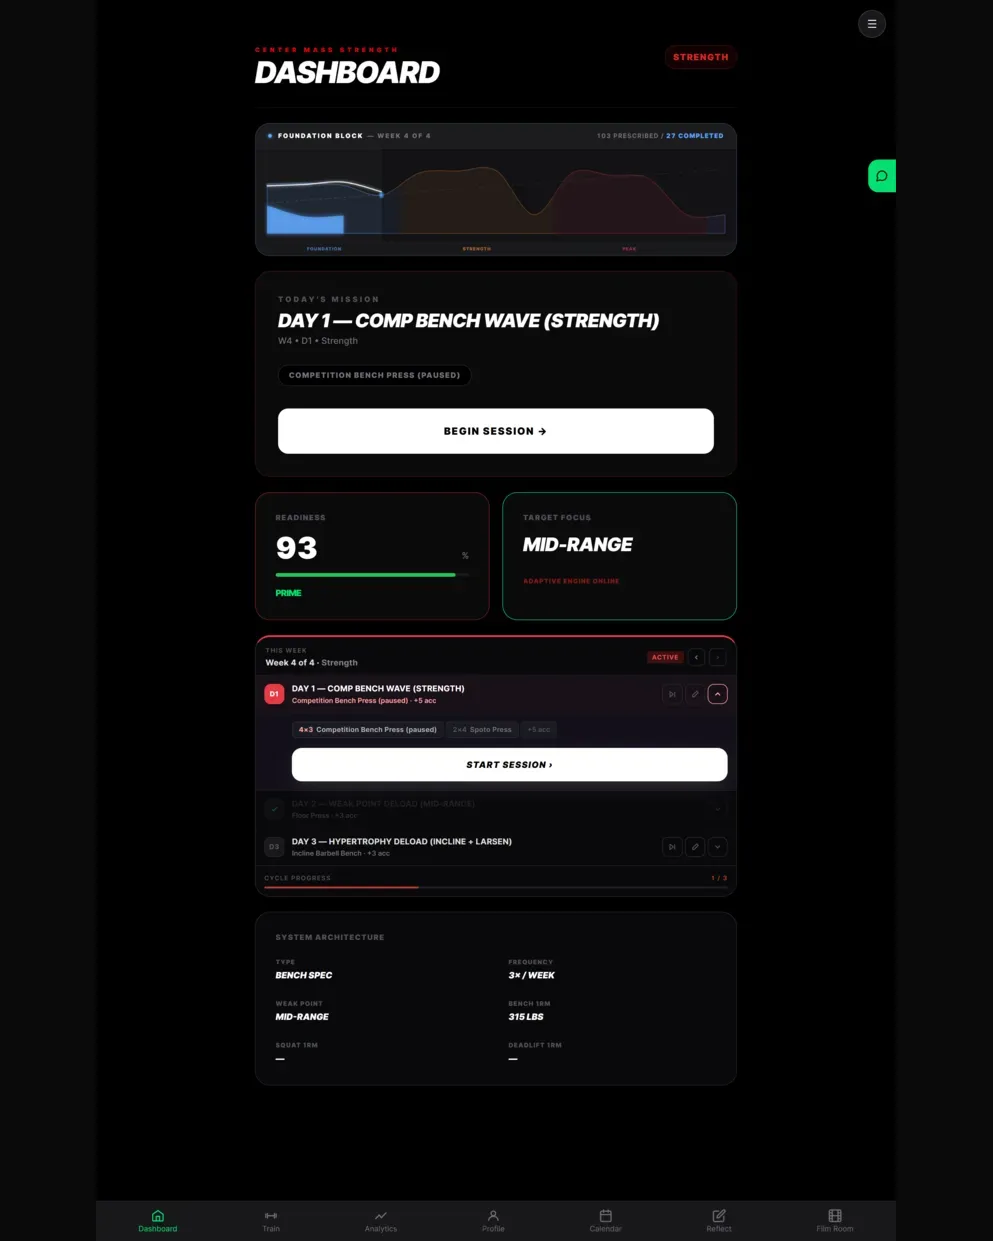 CENTER MASS STRENGTH
DASHBOARD
STRENGTH
FOUNDATION BLOCK — WEEK 4 OF 4
103 PRESCRIBED / 27 COMPLETED
FOUNDATION
STRENGTH
PEAK
TODAY'S MISSION
DAY 1 — COMP BENCH WAVE (STRENGTH)
W4 • D1 • Strength
COMPETITION BENCH PRESS (PAUSED)
BEGIN SESSION →
READINESS
93
%
PRIME
TARGET FOCUS
MID-RANGE
ADAPTIVE ENGINE ONLINE
THIS WEEK
Week 4 of 4 · Strength
ACTIVE
D1
DAY 1 — COMP BENCH WAVE (STRENGTH)
Competition Bench Press (paused) · +5 acc
4×3 Competition Bench Press (paused)
2×4 Spoto Press
+5 acc
START SESSION ›
DAY 2 — WEAK POINT DELOAD (MID-RANGE)
Floor Press · +3 acc
D3
DAY 3 — HYPERTROPHY DELOAD (INCLINE + LARSEN)
Incline Barbell Bench · +3 acc
CYCLE PROGRESS
1 / 3
SYSTEM ARCHITECTURE
TYPE
BENCH SPEC
FREQUENCY
3× / WEEK
WEAK POINT
MID-RANGE
BENCH 1RM
315 LBS
SQUAT 1RM
—
DEADLIFT 1RM
—
Dashboard
Train
Analytics
Profile
Calendar
Reflect
Film Room